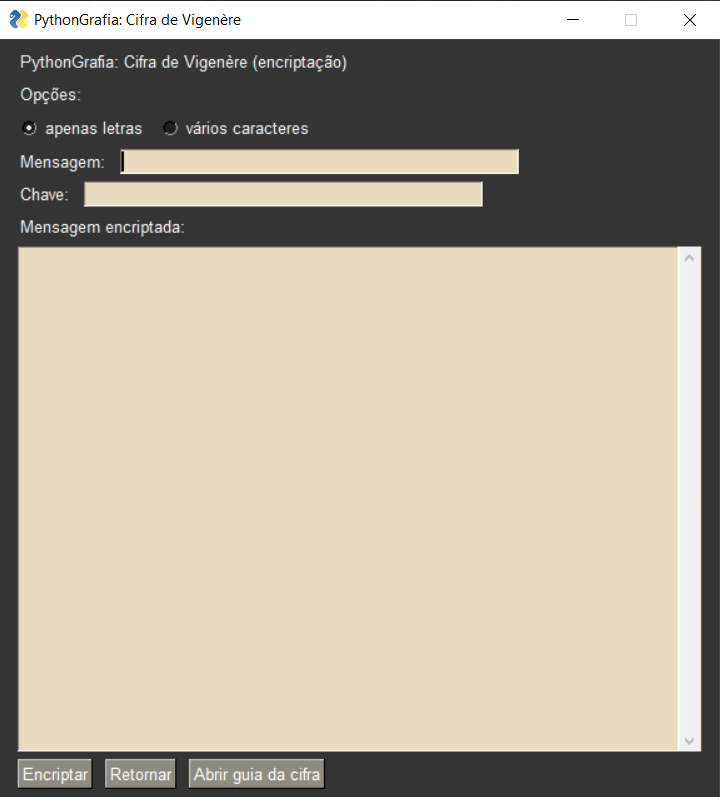 PythonGrafia: Cifra de Vigenère
PythonGrafia: Cifra de Vigenère (encriptação)
Opções:
apenas letras vários caracteres
Mensagem:
Chave:
Mensagem encriptada:
Encriptar Retornar Abrir guia da cifra